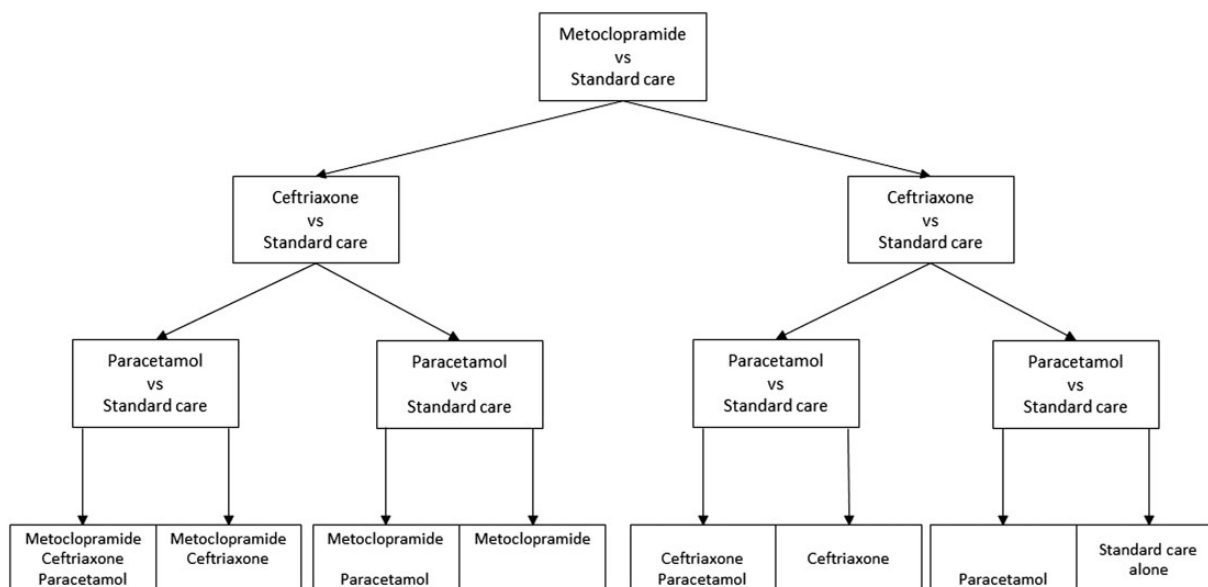 Metoclopramide
vs
Standard care
Ceftriaxone
vs
Standard care
Ceftriaxone
vs
Standard care
Paracetamol
vs
Standard care
Paracetamol
vs
Standard care
Paracetamol
vs
Standard care
Paracetamol
vs
Standard care
Metoclopramide
Ceftriaxone
Paracetamol
Metoclopramide
Ceftriaxone
Metoclopramide
Paracetamol
Metoclopramide
Ceftriaxone
Paracetamol
Ceftriaxone
Paracetamol
Standard care
alone